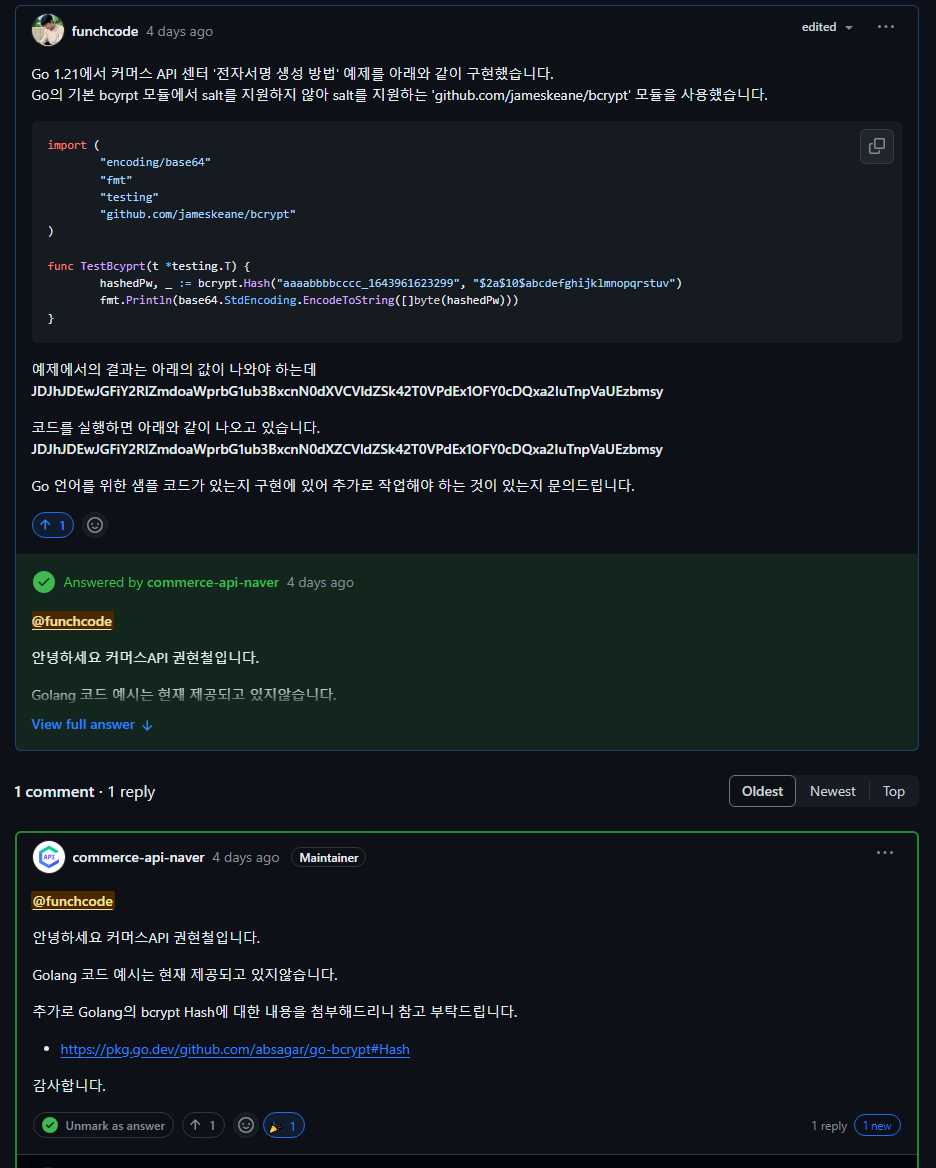 funchcode 4 days ago edited
Go 1.21에서 커머스 API 센터 '전자서명 생성 방법' 예제를 아래와 같이 구현했습니다.
Go의 기본 bcyrpt 모듈에서 salt를 지원하지 않아 salt를 지원하는 'github.com/jameskeane/bcrypt' 모듈을 사용했습니다.
import (
"encoding/base64"
"fmt"
"testing"
"github.com/jameskeane/bcrypt"
)
func TestBcyprt(t *testing.T) {
hashedPw, _ := bcrypt.Hash("aaaabbbbcccc_1643961623299", "$2a$10$abcdefghijklmnopqrstuv")
fmt.Println(base64.StdEncoding.EncodeToString([]byte(hashedPw)))
}
예제에서의 결과는 아래의 값이 나와야 하는데
JDJhJDEwJGFiY2RlZmdoaWprbG1ub3BxcnN0dXVCVldZSk42T0VPdEx1OFY0cDQxa2IuTnpVaUEzbmsy
코드를 실행하면 아래와 같이 나오고 있습니다.
JDJhJDEwJGFiY2RlZmdoaWprbG1ub3BxcnN0dXZCVldZSk42T0VPdEx1OFY0cDQxa2IuTnpVaUEzbmsy
Go 언어를 위한 샘플 코드가 있는지 구현에 있어 추가로 작업해야 하는 것이 있는지 문의드립니다.
1
Answered by commerce-api-naver 4 days ago
@funchcode
안녕하세요 커머스API 권현철입니다.
Golang 코드 예시는 현재 제공되고 있지않습니다.
View full answer ↓
1 comment · 1 reply Oldest Newest Top
API commerce-api-naver 4 days ago Maintainer
@funchcode
안녕하세요 커머스API 권현철입니다.
Golang 코드 예시는 현재 제공되고 있지않습니다.
추가로 Golang의 bcrypt Hash에 대한 내용을 첨부해드리니 참고 부탁드립니다.
https://pkg.go.dev/github.com/absagar/go-bcrypt#Hash
감사합니다.
Unmark as answer 1 1 1 reply 1 new